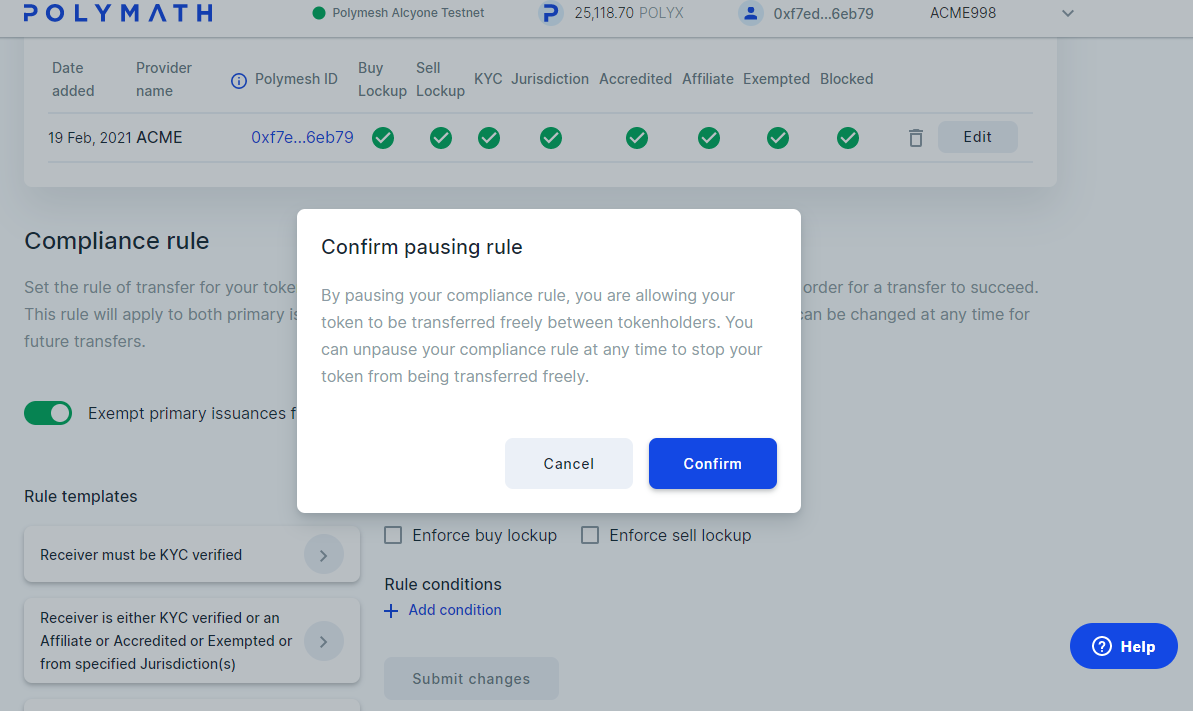 POLYMATH
Polymesh Alcyone Testnet
25,118.70 POLYX
0xf7ed...6eb79
ACME998
Date added
Provider name
Polymesh ID
Buy Lockup
Sell Lockup
KYC
Jurisdiction
Accredited
Affiliate
Exempted
Blocked
19 Feb, 2021 ACME 0xf7e...6eb79 Edit
Confirm pausing rule
By pausing your compliance rule, you are allowing your
token to be transferred freely between tokenholders. You
can unpause your compliance rule at any time to stop your
token from being transferred freely.
Cancel Confirm
Compliance rule
Set the rule of transfer for your toke order for a transfer to succeed.
This rule will apply to both primary is can be changed at any time for
future transfers.
Exempt primary issuances f
Rule templates
Receiver must be KYC verified
Receiver is either KYC verified or an
Affiliate or Accredited or Exempted or
from specified Jurisdiction(s)
Enforce buy lockup Enforce sell lockup
Rule conditions
Add condition
Submit changes
Help